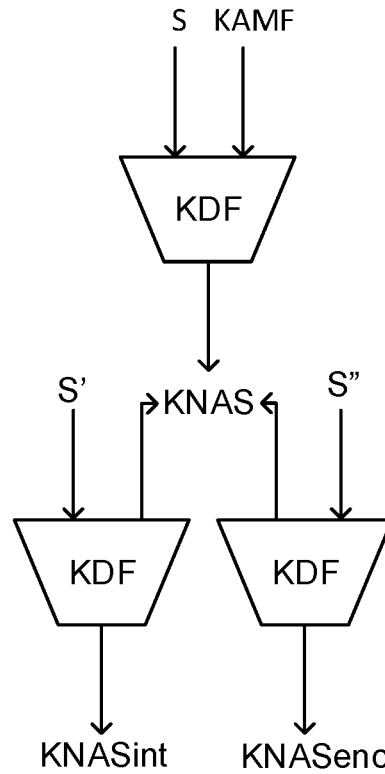 S KAMF
KDF
S' KNAS S"
KDF KDF
KNASint KNASenc